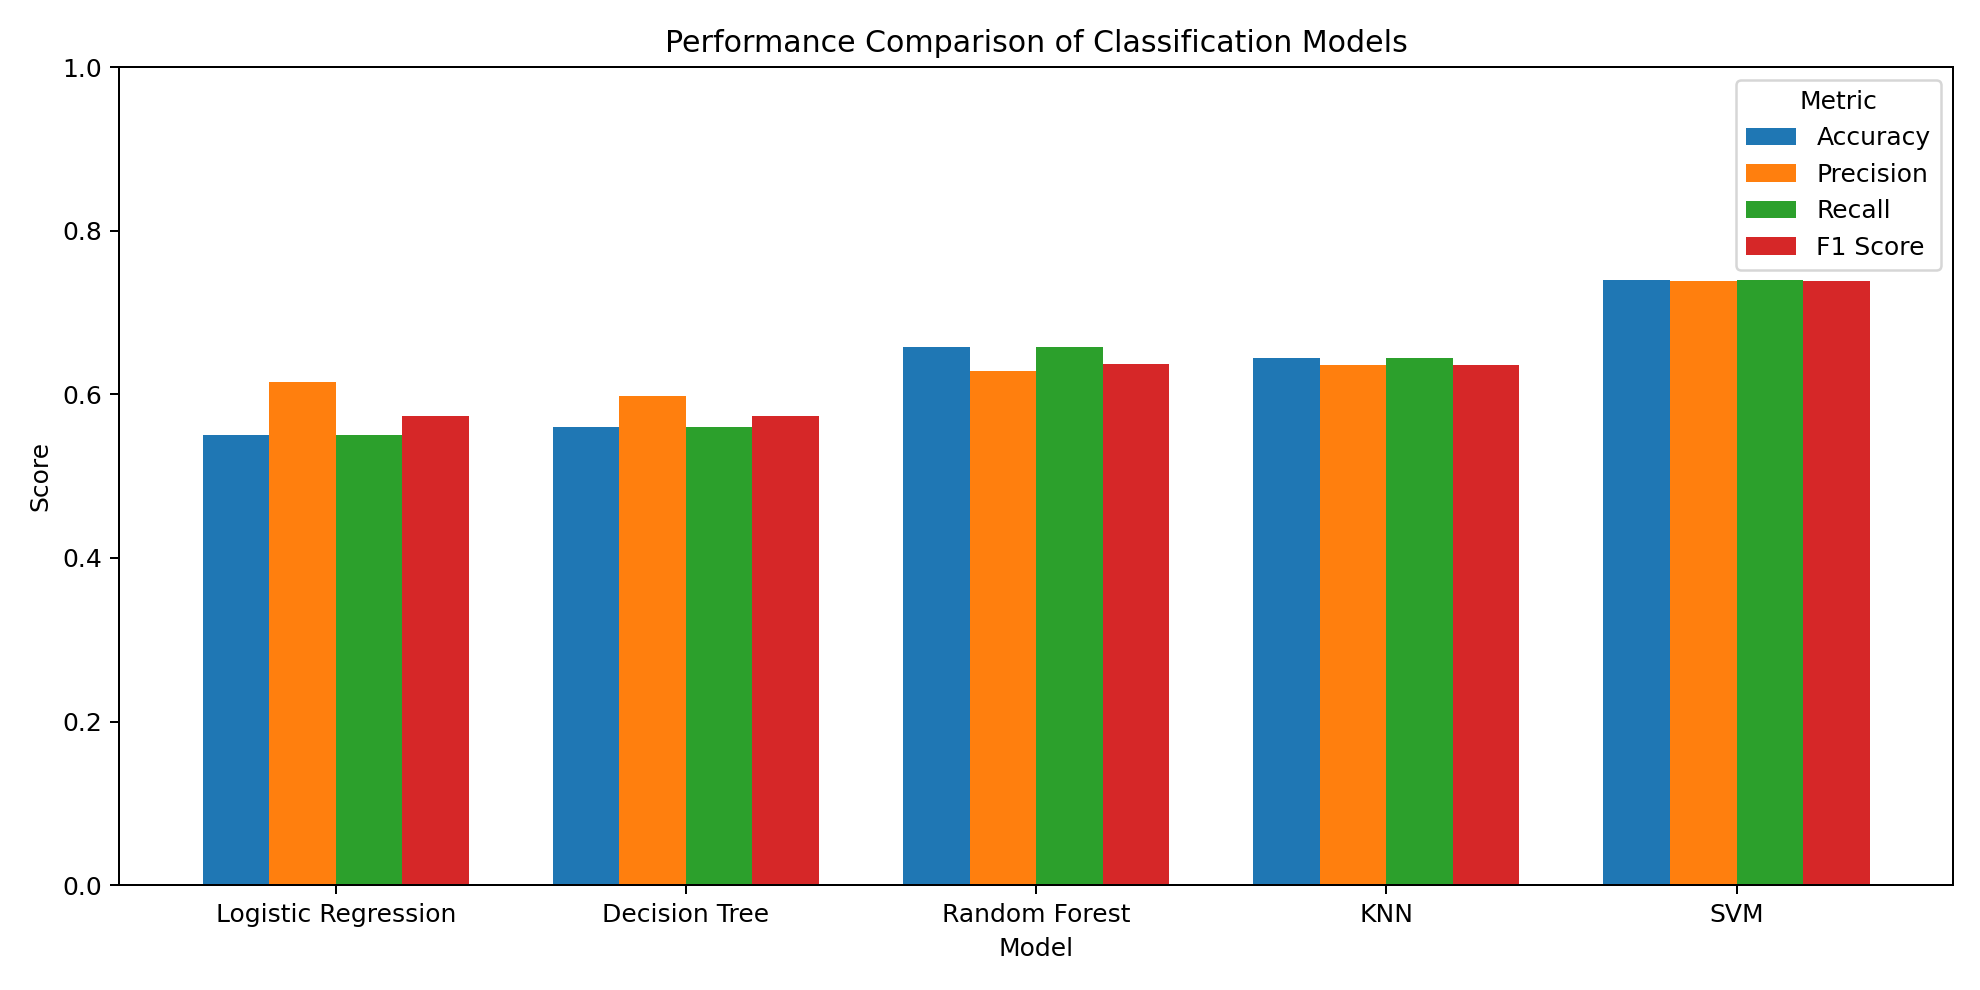 Performance Comparison of Classification Models
Metric
Accuracy
Precision
Recall
F1 Score
Score
1.0
0.8
0.6
0.4
0.2
0.0
Logistic Regression
Decision Tree
Random Forest
KNN
SVM
Model